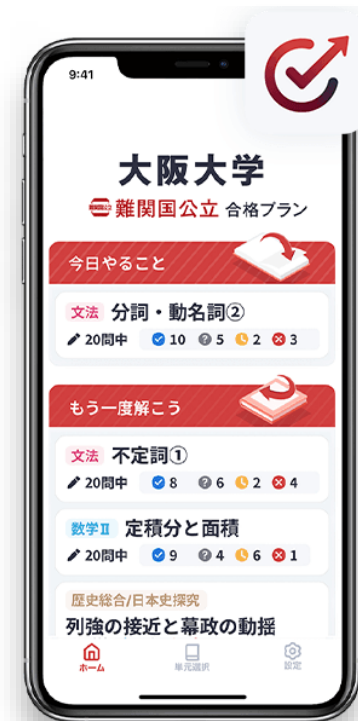 9:41
大阪大学
難関国公立 合格プラン
今日やること
文法 分詞・動名詞②
20問中 10 5 2 3
もう一度解こう
文法 不定詞①
20問中 8 6 2 4
数学Ⅱ 定積分と面積
20問中 9 4 6 1
歴史総合/日本史探究
列強の接近と幕政の動揺
ホーム 単元選択 設定